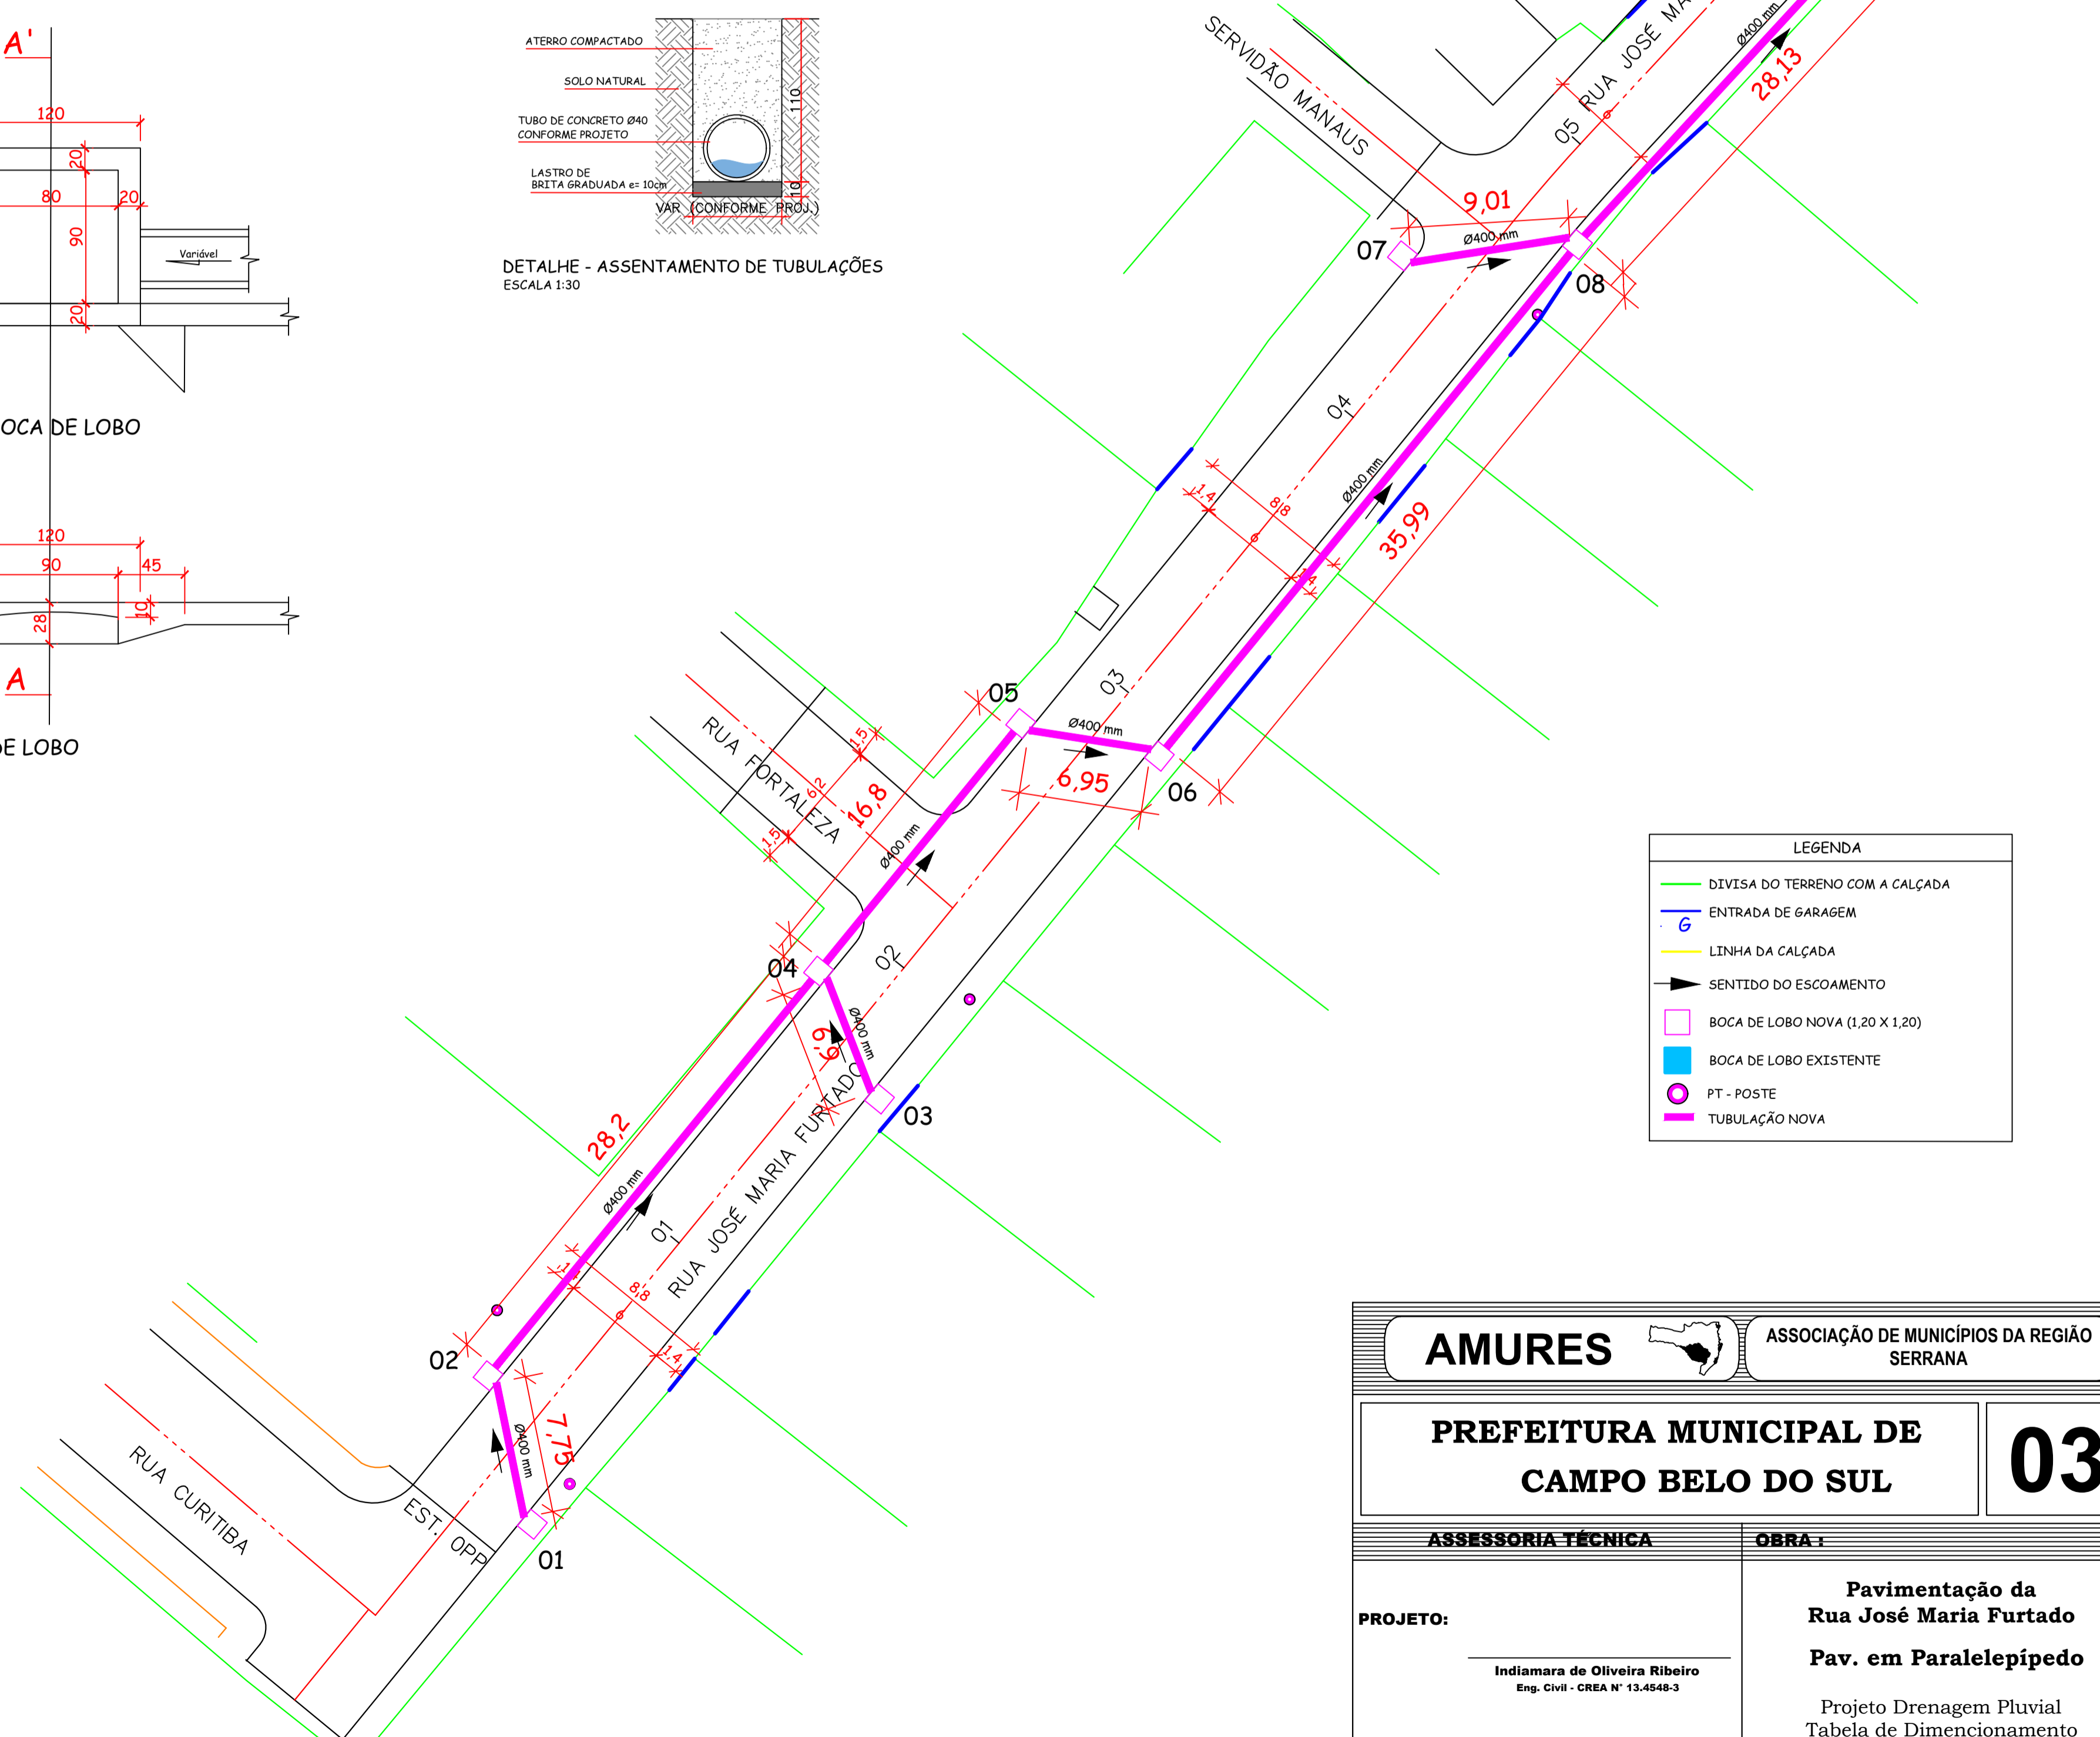 A'
120
20
80
20
90
20
Variável
OCA DE LOBO
120
90
45
10
28
A
DE LOBO
ATERRO COMPACTADO
SOLO NATURAL
TUBO DE CONCRETO Ø40
CONFORME PROJETO
LASTRO DE
BRITA GRADUADA e= 10cm
110
10
VAR (CONFORME PROJ.)
DETALHE - ASSENTAMENTO DE TUBULAÇÕES
ESCALA 1:30
SERVIDÃO MANAUS
05
RUA JOSÉ MA
6
Ø400 mm
28,13
9,01
Ø400 mm
07
08
04
1,4
8,8
6
1,4
Ø400 mm
35,99
03
05
Ø400 mm
6,95
06
RUA FORTALEZA
1,5
6,2
1,5
16,8
Ø400 mm
02
04
6,9
Ø400 mm
03
28,2
Ø400 mm
01
RUA JOSÉ MARIA FURTADO
8,8
6
1,4
02
7,75
Ø400 mm
01
RUA CURITIBA
EST. 0PP
LEGENDA
DIVISA DO TERRENO COM A CALÇADA
ENTRADA DE GARAGEM
G
LINHA DA CALÇADA
SENTIDO DO ESCOAMENTO
BOCA DE LOBO NOVA (1,20 X 1,20)
BOCA DE LOBO EXISTENTE
PT - POSTE
TUBULAÇÃO NOVA
AMURES
ASSOCIAÇÃO DE MUNICÍPIOS DA REGIÃO
SERRANA
PREFEITURA MUNICIPAL DE
CAMPO BELO DO SUL
03
ASSESSORIA TÉCNICA
OBRA :
PROJETO:
Indiamara de Oliveira Ribeiro
Eng. Civil - CREA N° 13.4548-3
Pavimentação da
Rua José Maria Furtado
Pav. em Paralelepípedo
Projeto Drenagem Pluvial
Tabela de Dimencionamento